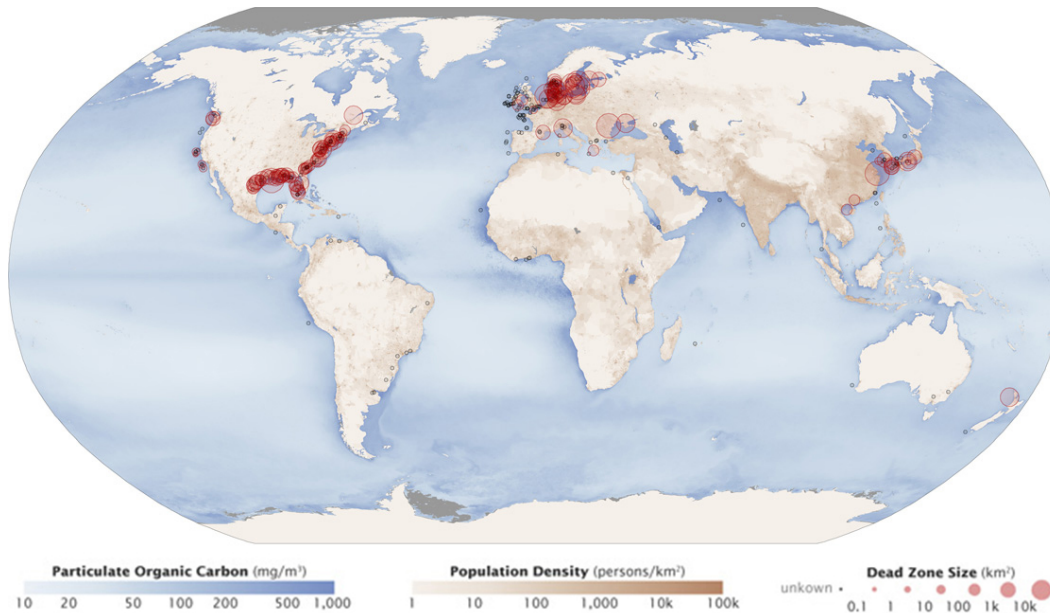 Particulate Organic Carbon (mg/m³)
10 20 50 100 200 500 1,000
Population Density (persons/km²)
1 10 100 1,000 10k 100k
Dead Zone Size (km²)
unkown
0.1 1 10 100 1k 10k